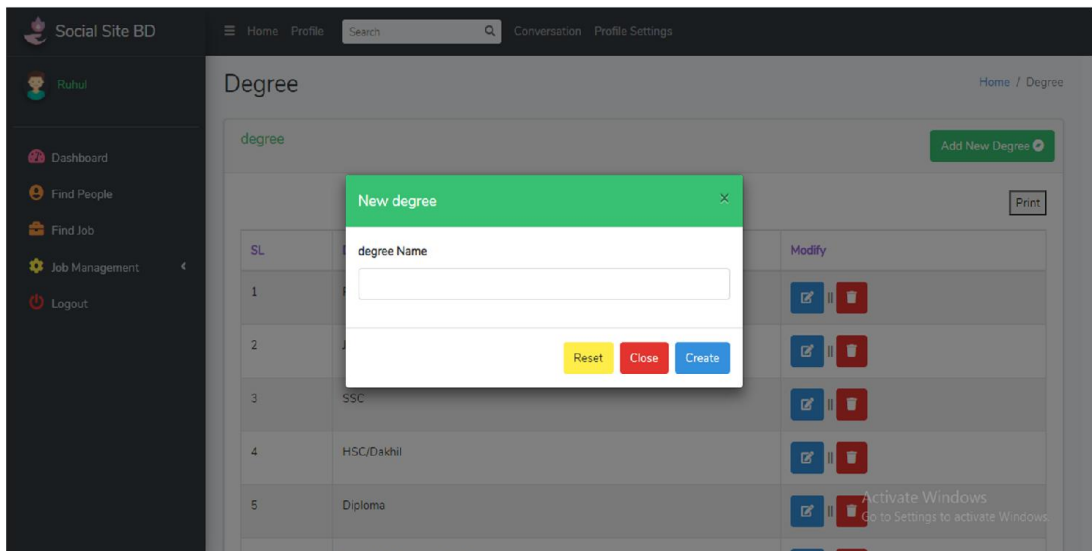 Social Site BD
Home Profile Search Conversation Profile Settings
Ruhul
Degree
Home / Degree
degree
Add New Degree
Dashboard
Find People
Find Job
Job Management
Logout
New degree ×
degree Name
Reset Close Create
Print
SL Modify
1
2
3 SSC
4 HSC/Dakhil
5 Diploma
Activate Windows
Go to Settings to activate Windows.